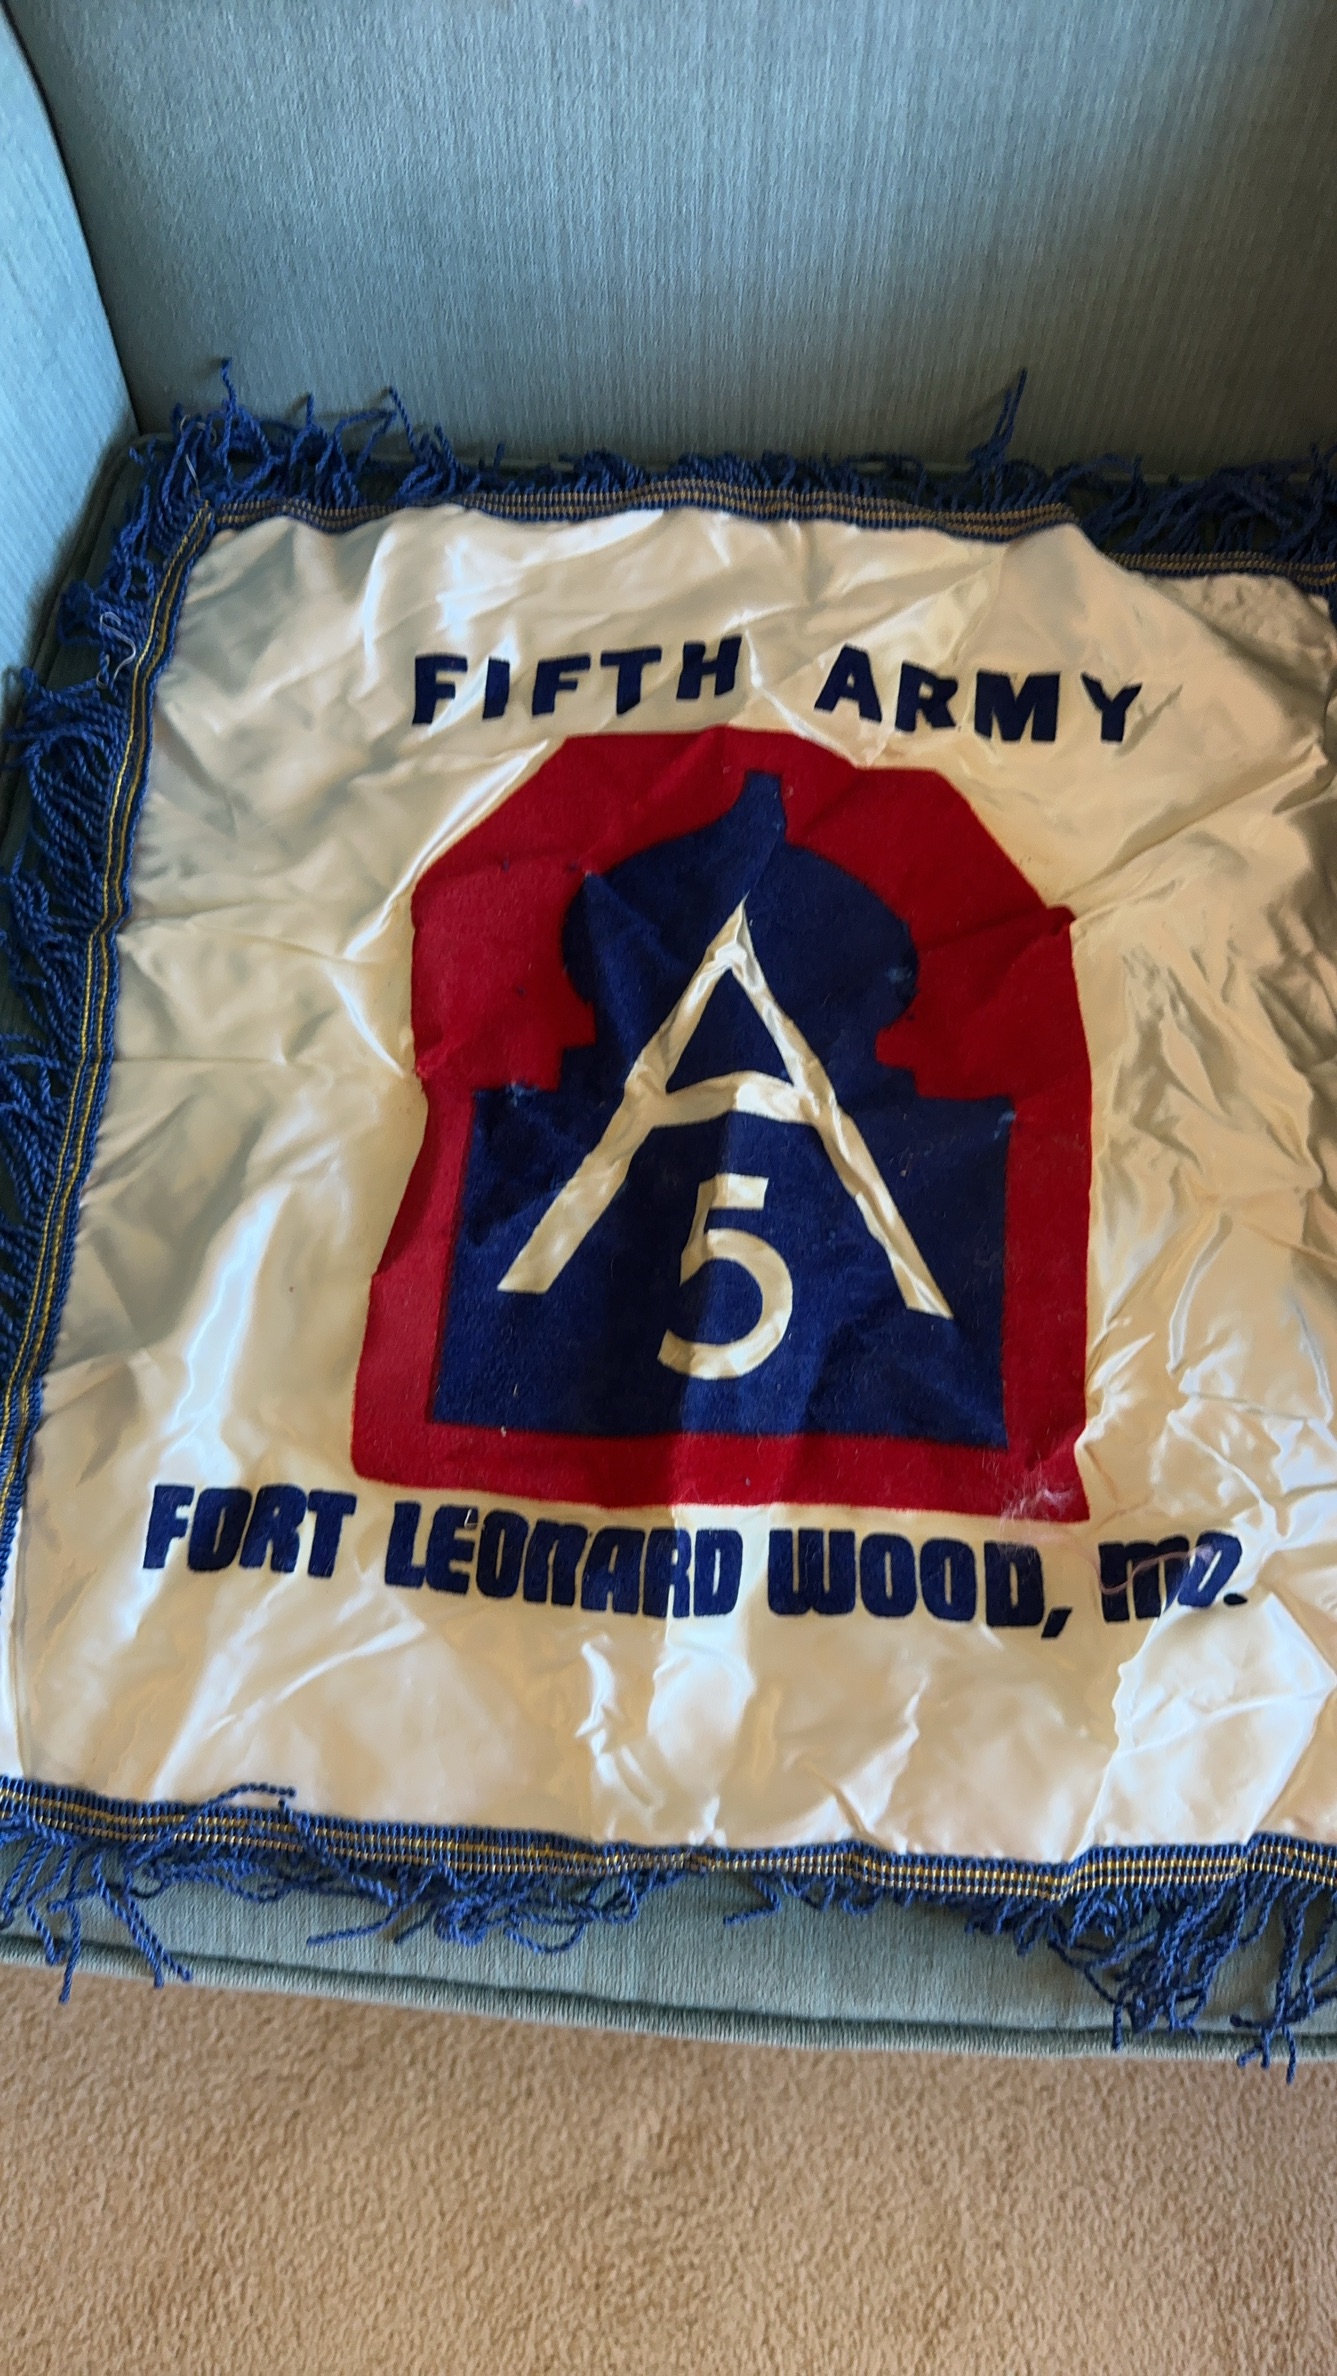 FIFTH ARMY
A
5
FORT LEONARD WOOD, MO.